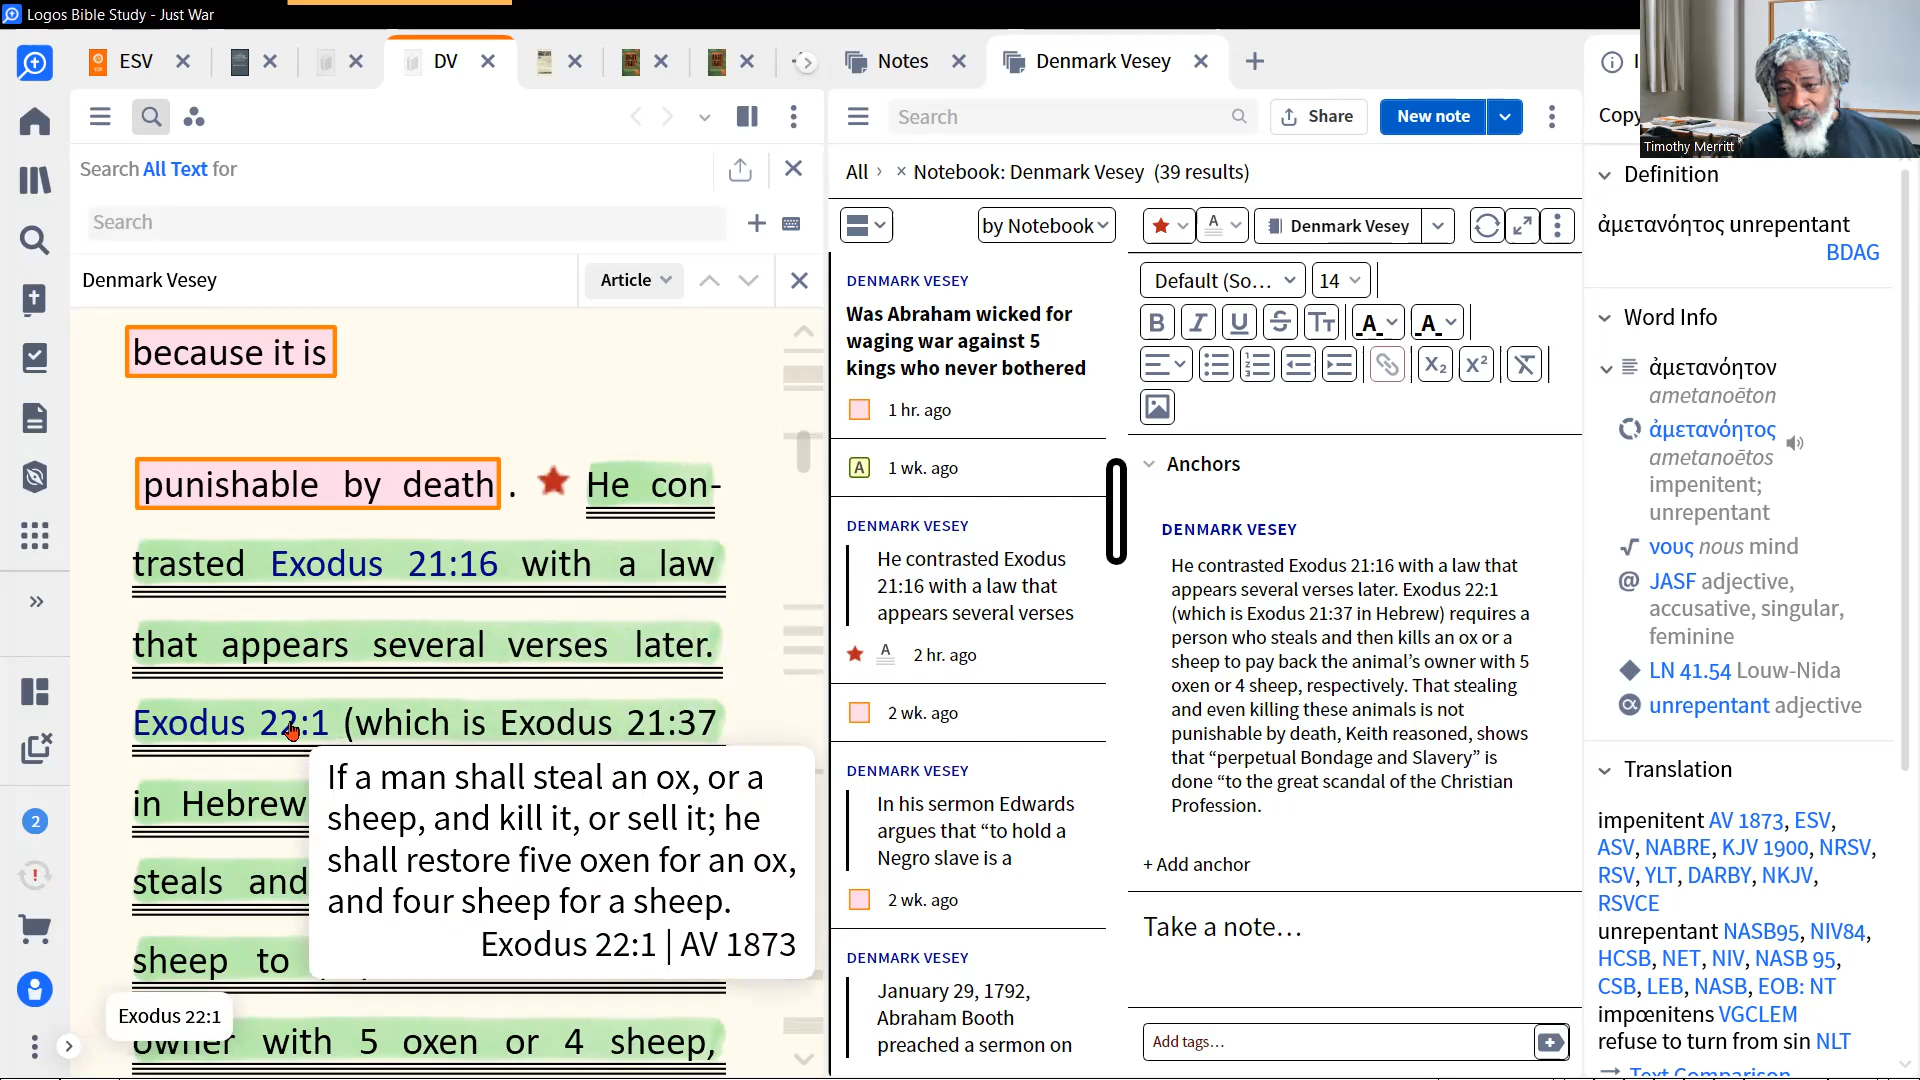 Logos Bible Study - Just War
ESV
DV
Notes
Denmark Vesey
Search
Share
New note
Copy
Timothy Merritt
Search All Text for
Search
Denmark Vesey
Article
because it is
punishable by death . He con-
trasted Exodus 21:16 with a law
that appears several verses later.
Exodus 22:1 (which is Exodus 21:37
in Hebrew
steals and
sheep to
owner with 5 oxen or 4 sheep,
If a man shall steal an ox, or a
sheep, and kill it, or sell it; he
shall restore five oxen for an ox,
and four sheep for a sheep.
Exodus 22:1 | AV 1873
Exodus 22:1
2
All › × Notebook: Denmark Vesey (39 results)
by Notebook
Denmark Vesey
DENMARK VESEY
Was Abraham wicked for
waging war against 5
kings who never bothered
1 hr. ago
A 1 wk. ago
DENMARK VESEY
He contrasted Exodus
21:16 with a law that
appears several verses
A 2 hr. ago
2 wk. ago
DENMARK VESEY
In his sermon Edwards
argues that “to hold a
Negro slave is a
2 wk. ago
DENMARK VESEY
January 29, 1792,
Abraham Booth
preached a sermon on
Default (So... 14
B I U S TT A A
X₂ X²
Anchors
DENMARK VESEY
He contrasted Exodus 21:16 with a law that
appears several verses later. Exodus 22:1
(which is Exodus 21:37 in Hebrew) requires a
person who steals and then kills an ox or a
sheep to pay back the animal’s owner with 5
oxen or 4 sheep, respectively. That stealing
and even killing these animals is not
punishable by death, Keith reasoned, shows
that “perpetual Bondage and Slavery” is
done “to the great scandal of the Christian
Profession.
+ Add anchor
Take a note…
Add tags…
Definition
ἀμετανόητος unrepentant
BDAG
Word Info
ἀμετανόητον
ametanoēton
ἀμετανόητος
ametanoētos
impenitent;
unrepentant
νους nous mind
@ JASF adjective,
accusative, singular,
feminine
LN 41.54 Louw-Nida
unrepentant adjective
Translation
impenitent AV 1873, ESV,
ASV, NABRE, KJV 1900, NRSV,
RSV, YLT, DARBY, NKJV,
RSVCE
unrepentant NASB95, NIV84,
HCSB, NET, NIV, NASB 95,
CSB, LEB, NASB, EOB: NT
impœnitens VGCLEM
refuse to turn from sin NLT
Text Comparison